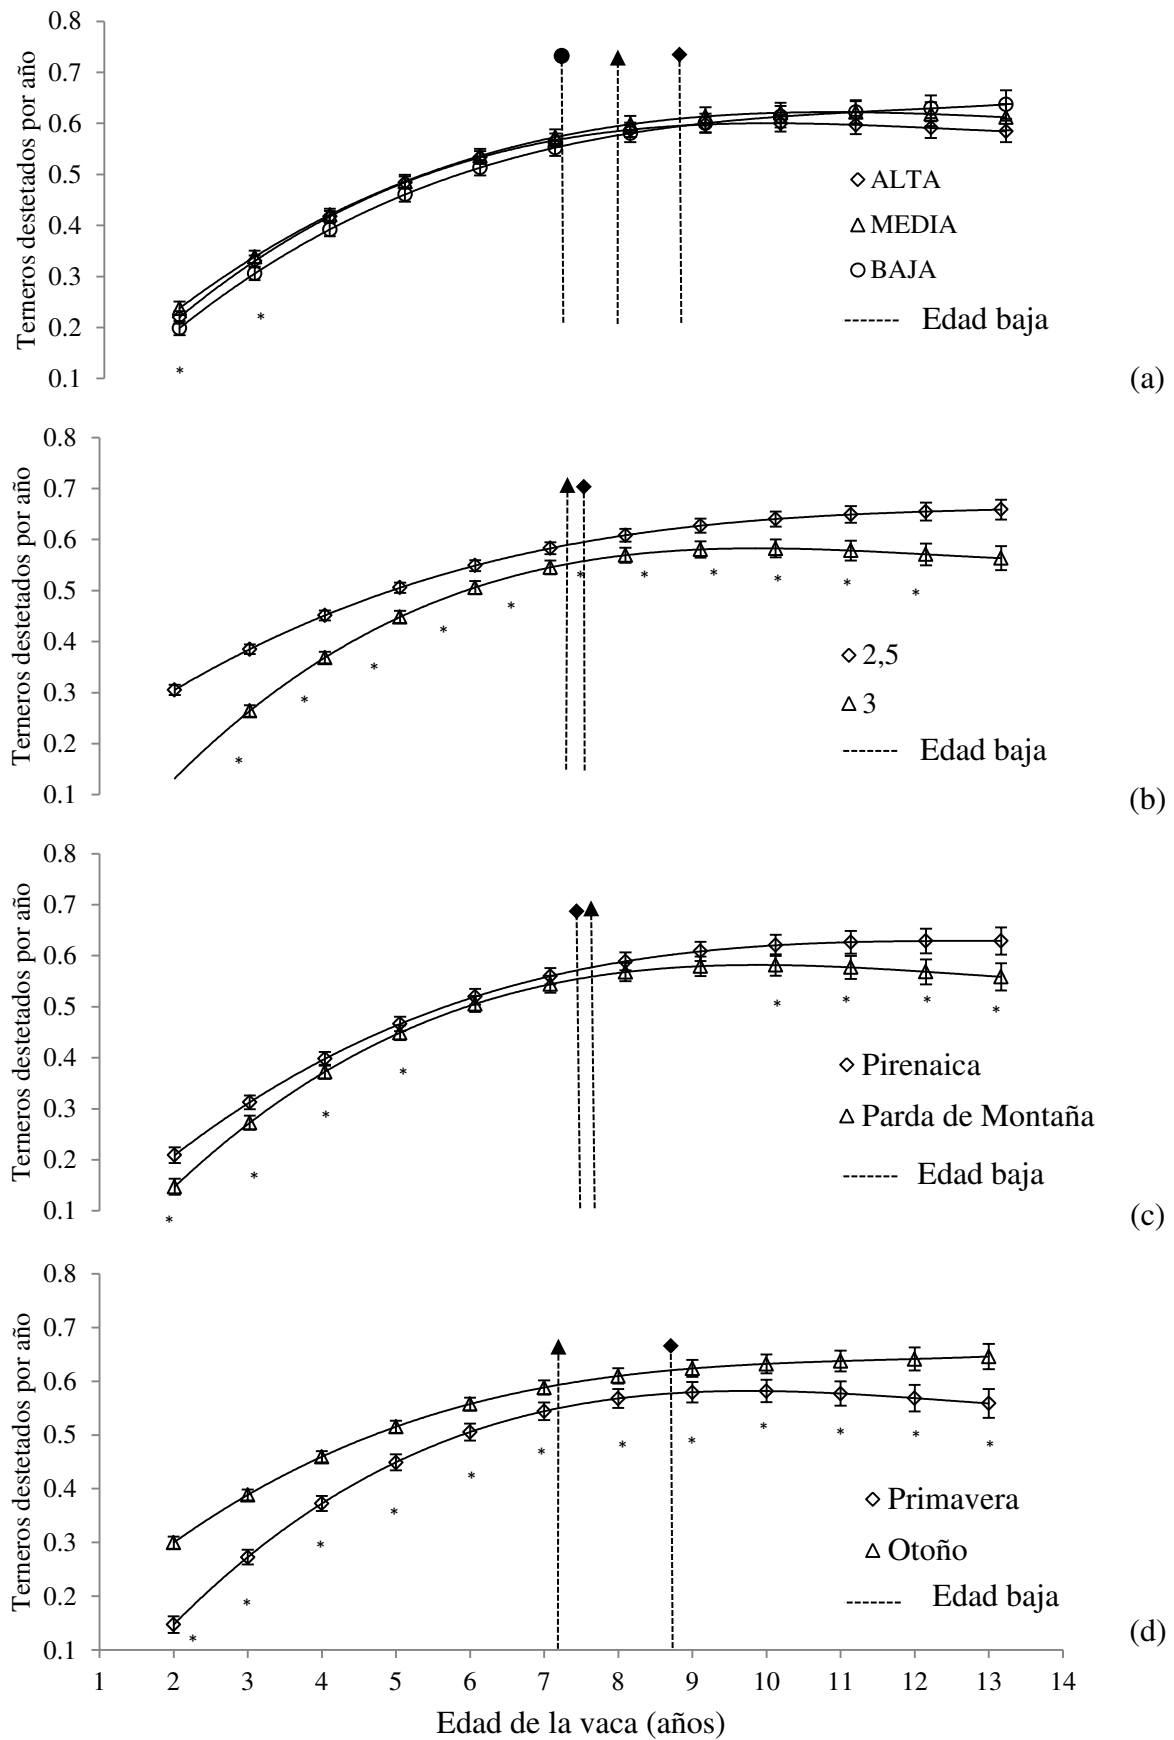 Terneros destetados por año
0.8
0.7
0.6
0.5
0.4
0.3
0.2
0.1
*
*
ALTA
MEDIA
BAJA
Edad baja
(a)
Terneros destetados por año
0.8
0.7
0.6
0.5
0.4
0.3
0.2
0.1
* * * * * * * * * * *
2,5
3
Edad baja
(b)
Terneros destetados por año
0.8
0.7
0.6
0.5
0.4
0.3
0.2
0.1
* * * * * * * *
Pirenaica
Parda de Montaña
Edad baja
(c)
Terneros destetados por año
0.8
0.7
0.6
0.5
0.4
0.3
0.2
0.1
* * * * * * * * * * * *
Primavera
Otoño
Edad baja
(d)
1 2 3 4 5 6 7 8 9 10 11 12 13 14
Edad de la vaca (años)